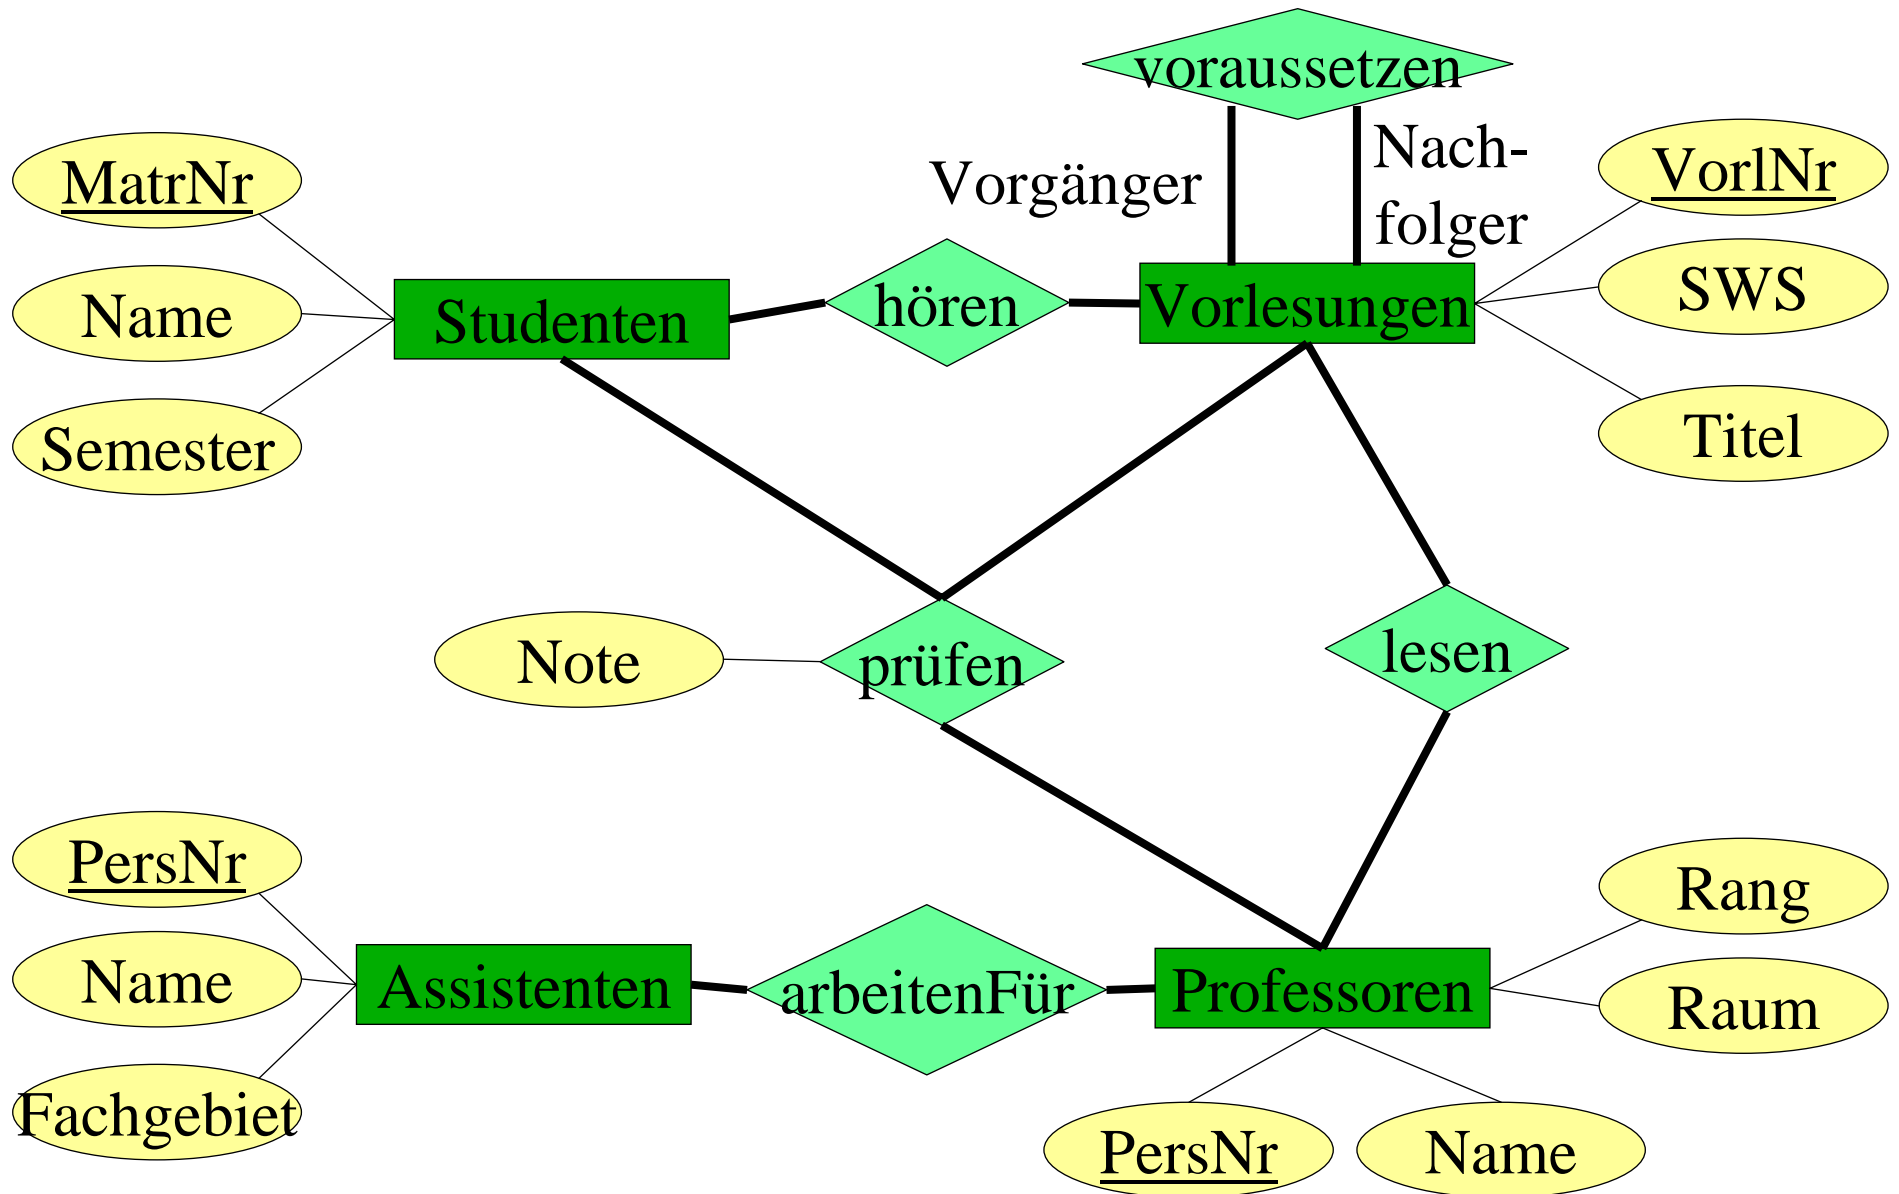 voraussetzen
Nach-
folger
Vorgänger
MatrNr
VorlNr
Name
SWS
Studenten
hören
Vorlesungen
Semester
Titel
Note
prüfen
lesen
PersNr
Rang
Name
Assistenten
arbeitenFür
Professoren
Raum
Fachgebiet
PersNr
Name